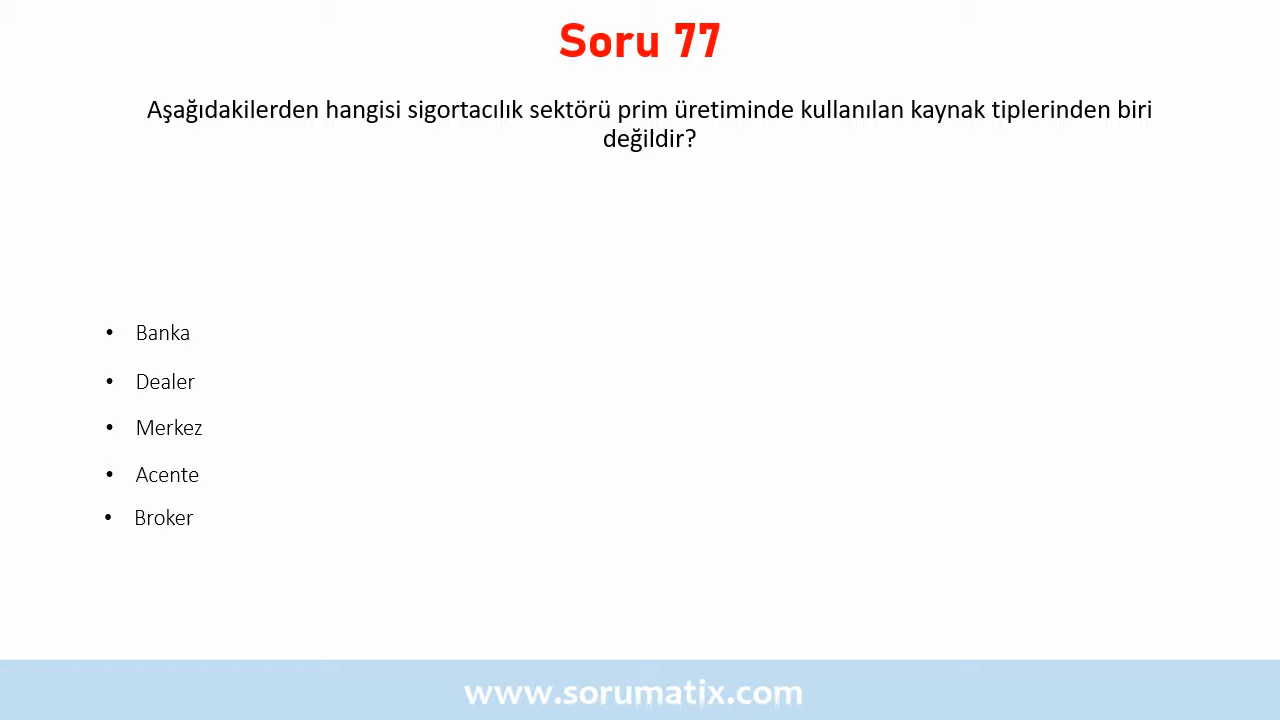 Soru 77
Aşağıdakilerden hangisi sigortacılık sektörü prim üretiminde kullanılan kaynak tiplerinden biri
değildir?
• Banka
• Dealer
• Merkez
• Acente
• Broker
www.sorumatix.com